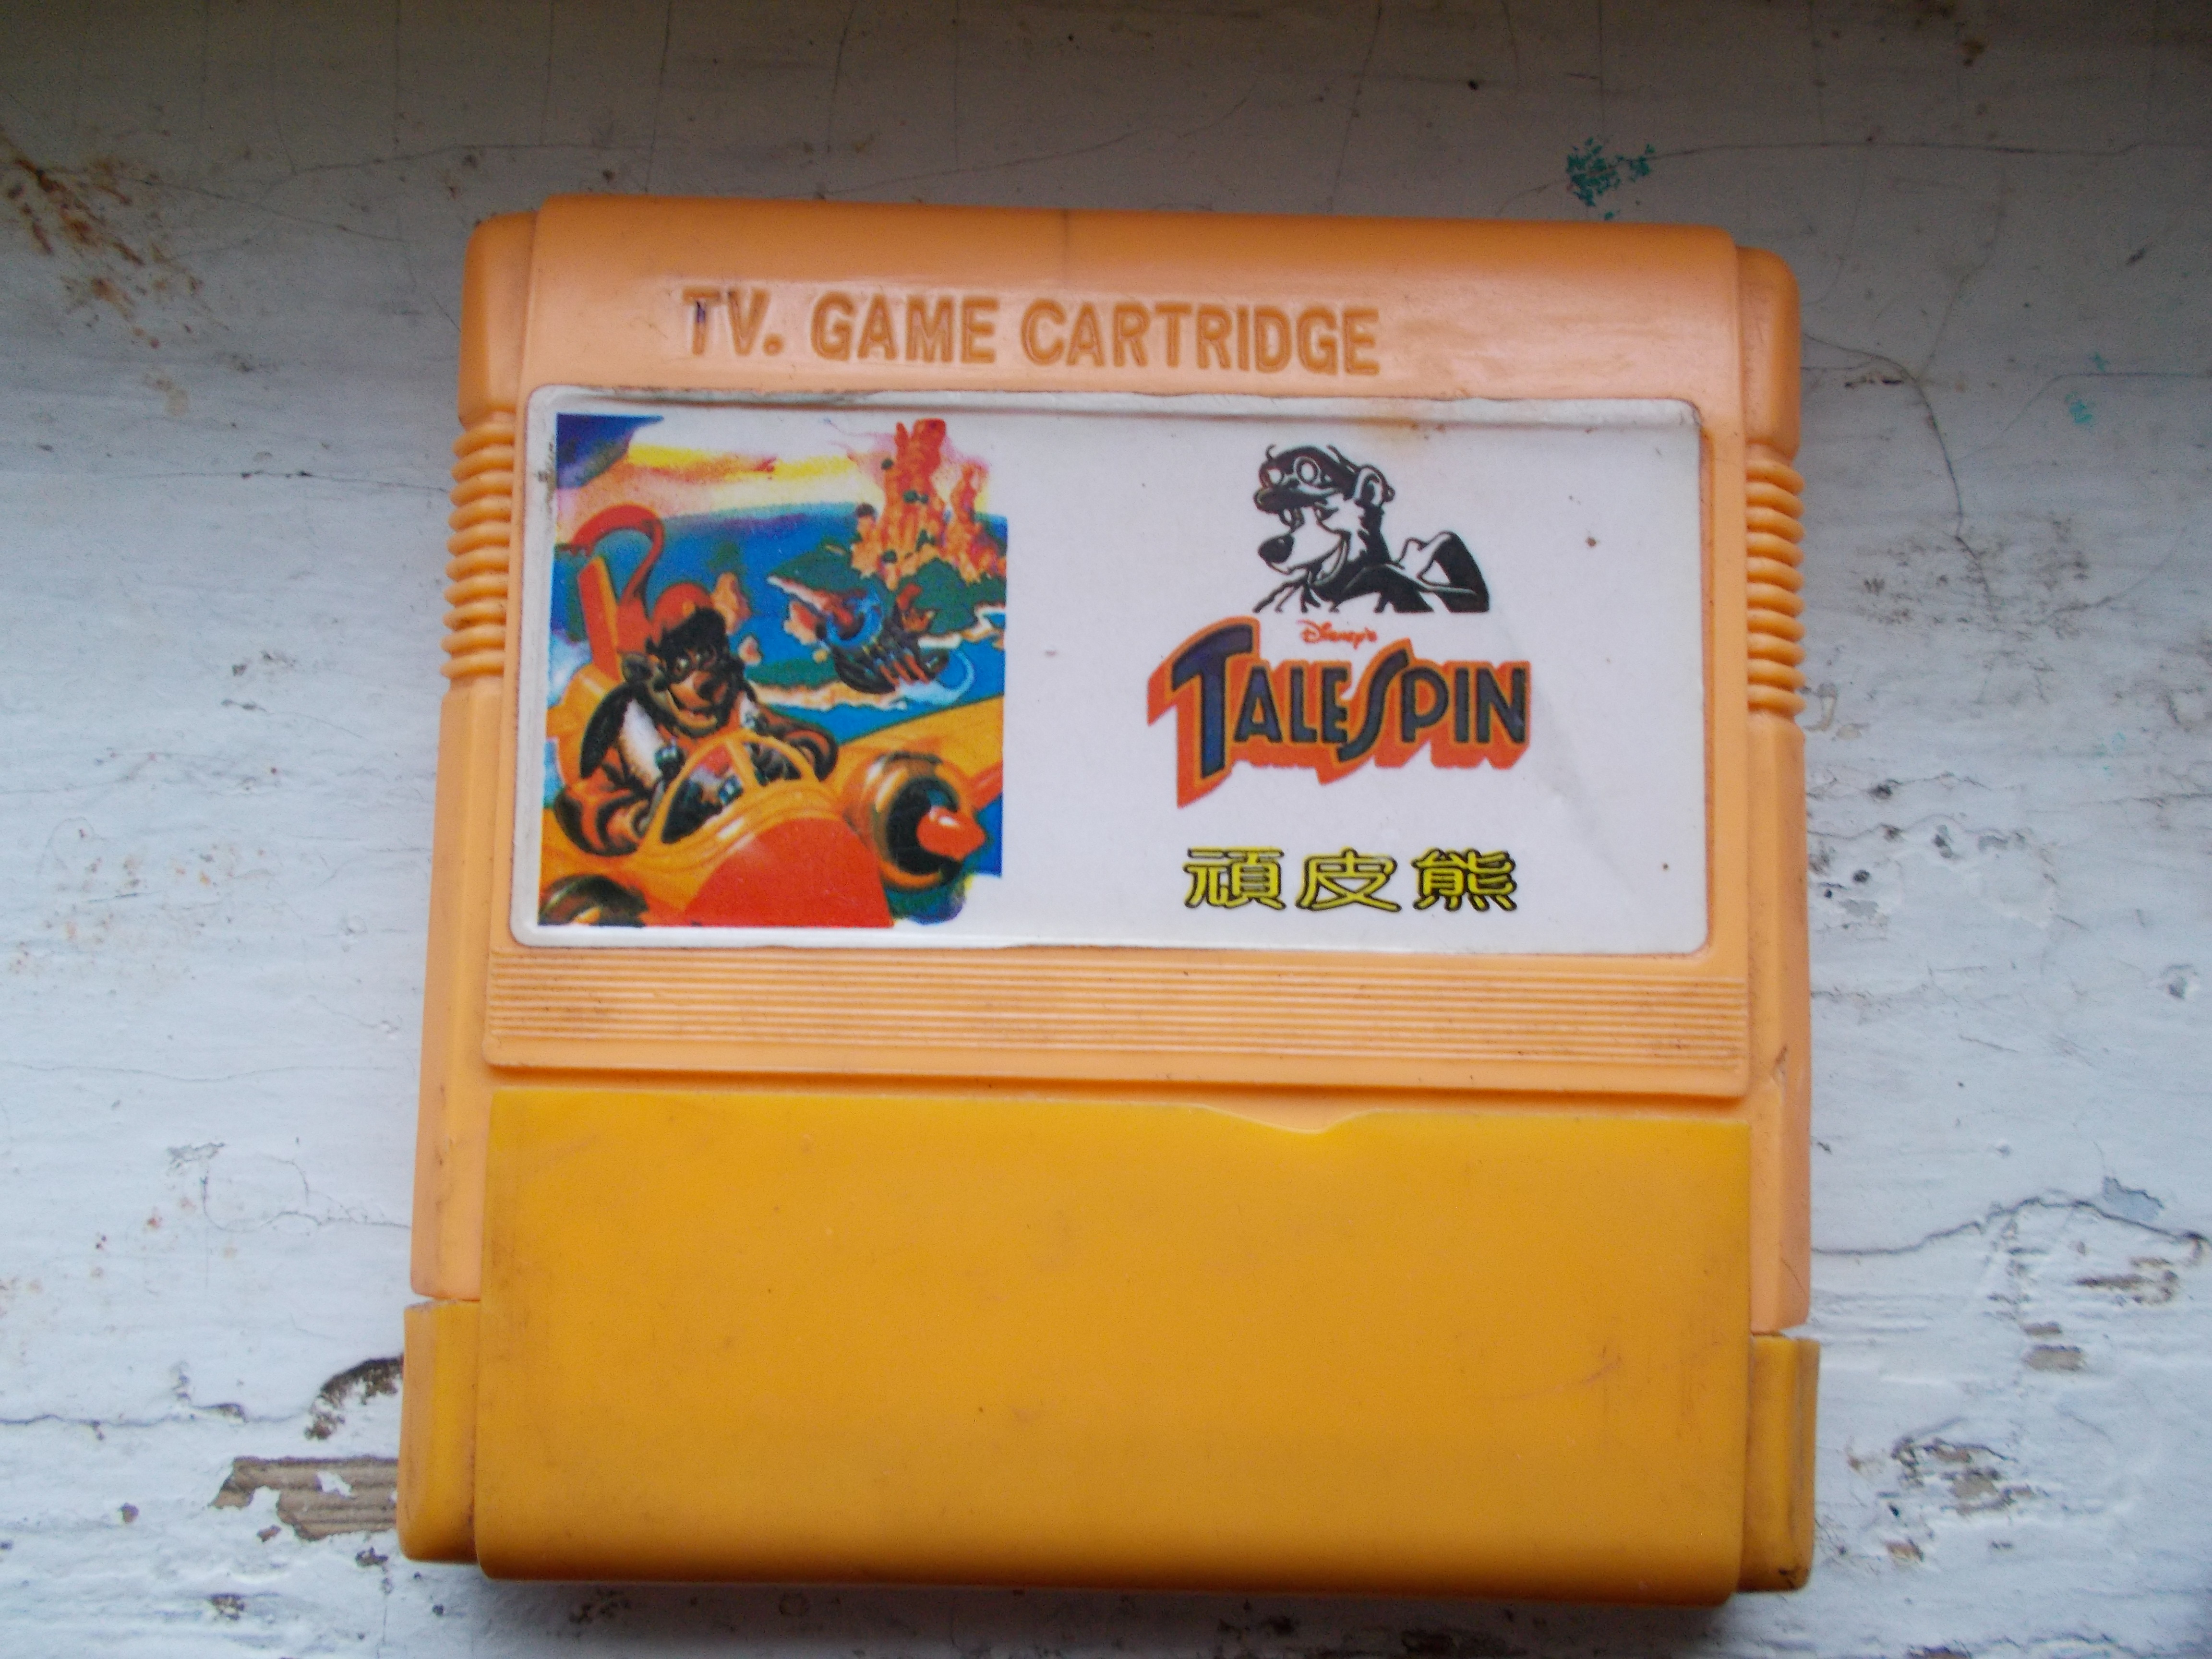 TV. GAME CARTRIDGE
Disney's
TALESPIN
頑皮熊